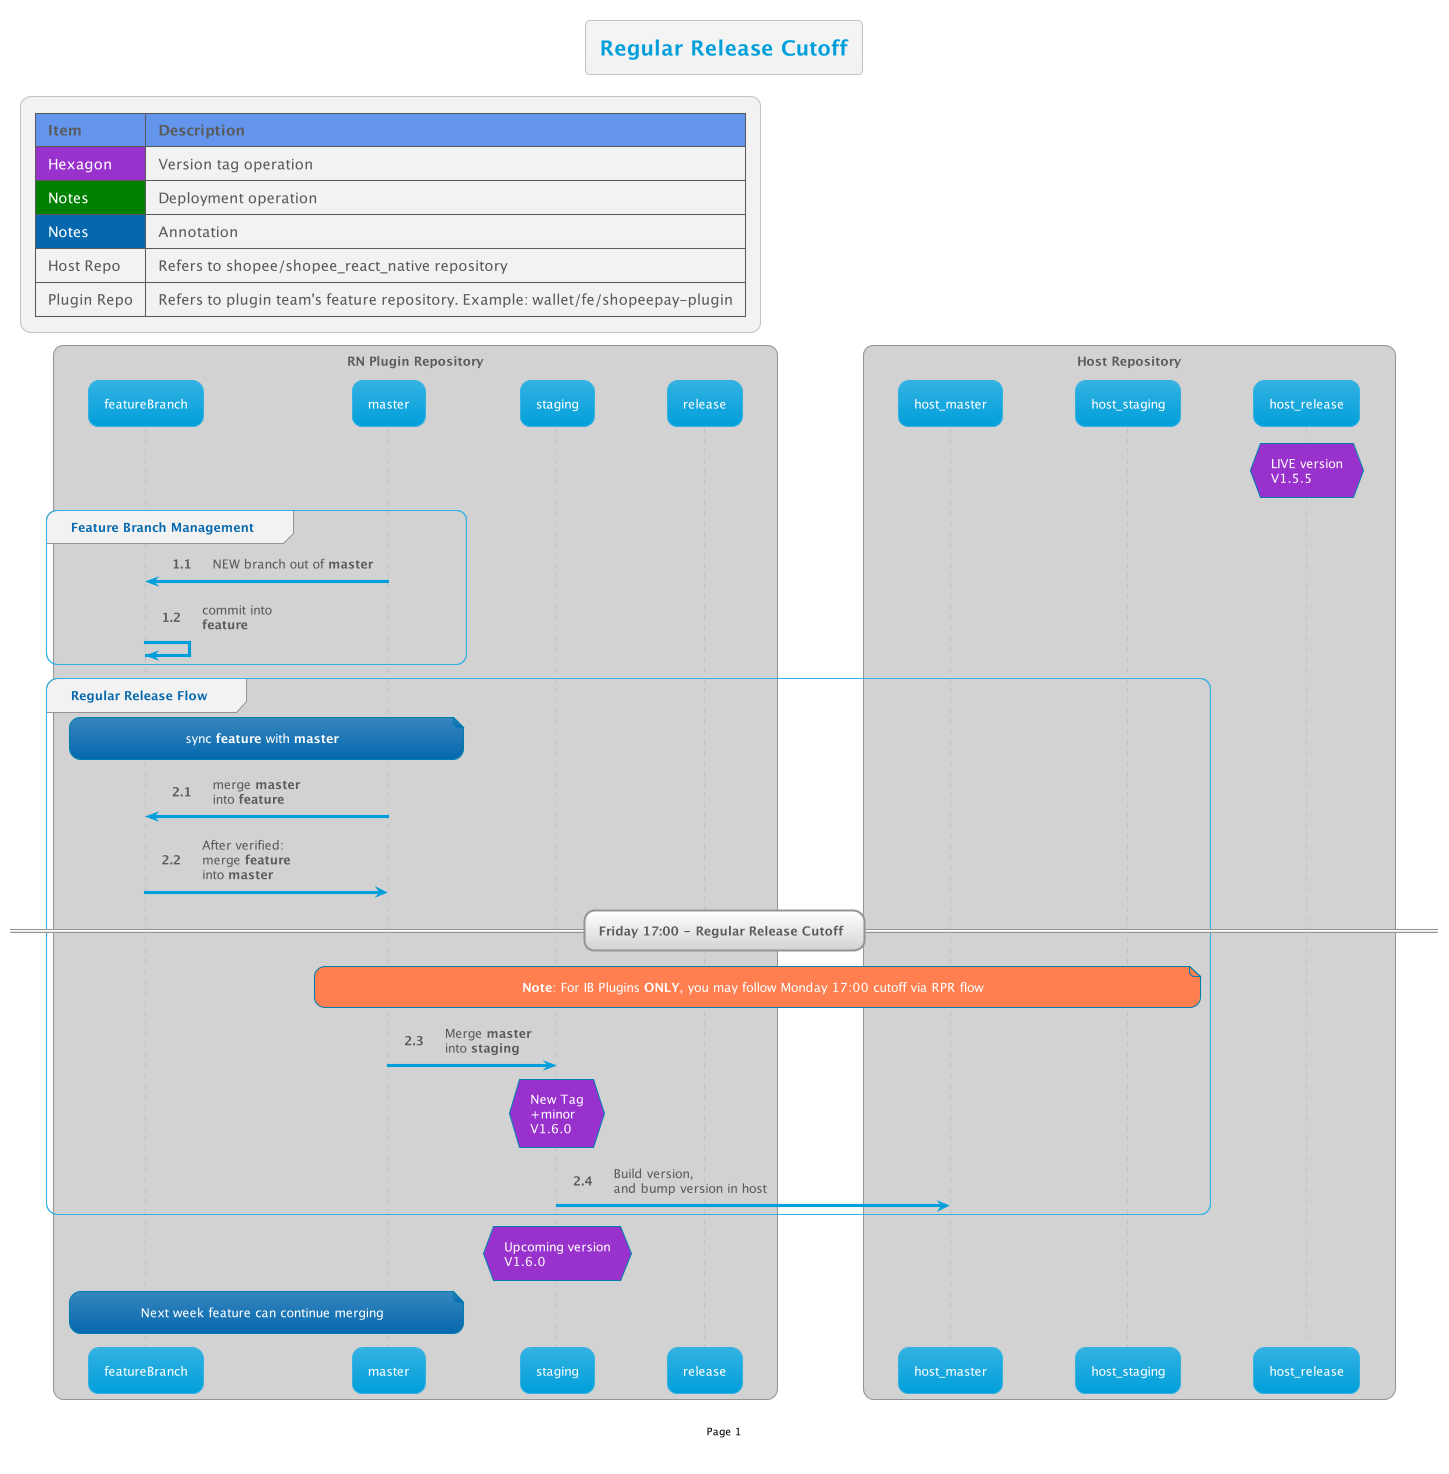 Regular Release Cutoff
Item Description
Hexagon Version tag operation
Notes Deployment operation
Notes Annotation
Host Repo Refers to shopee/shopee_react_native repository
Plugin Repo Refers to plugin team's feature repository. Example: wallet/fe/shopeepay-plugin
RN Plugin Repository Host Repository
featureBranch master staging release host_master host_staging host_release
LIVE version
V1.5.5
Feature Branch Management
1.1 NEW branch out of master
1.2 commit into
feature
Regular Release Flow
sync feature with master
2.1 merge master
into feature
After verified:
2.2 merge feature
into master
Friday 17:00 - Regular Release Cutoff
Note: For IB Plugins ONLY, you may follow Monday 17:00 cutoff via RPR flow
2.3 Merge master
into staging
New Tag
+minor
V1.6.0
2.4 Build version,
and bump version in host
Upcoming version
V1.6.0
Next week feature can continue merging
featureBranch master staging release host_master host_staging host_release
Page 1